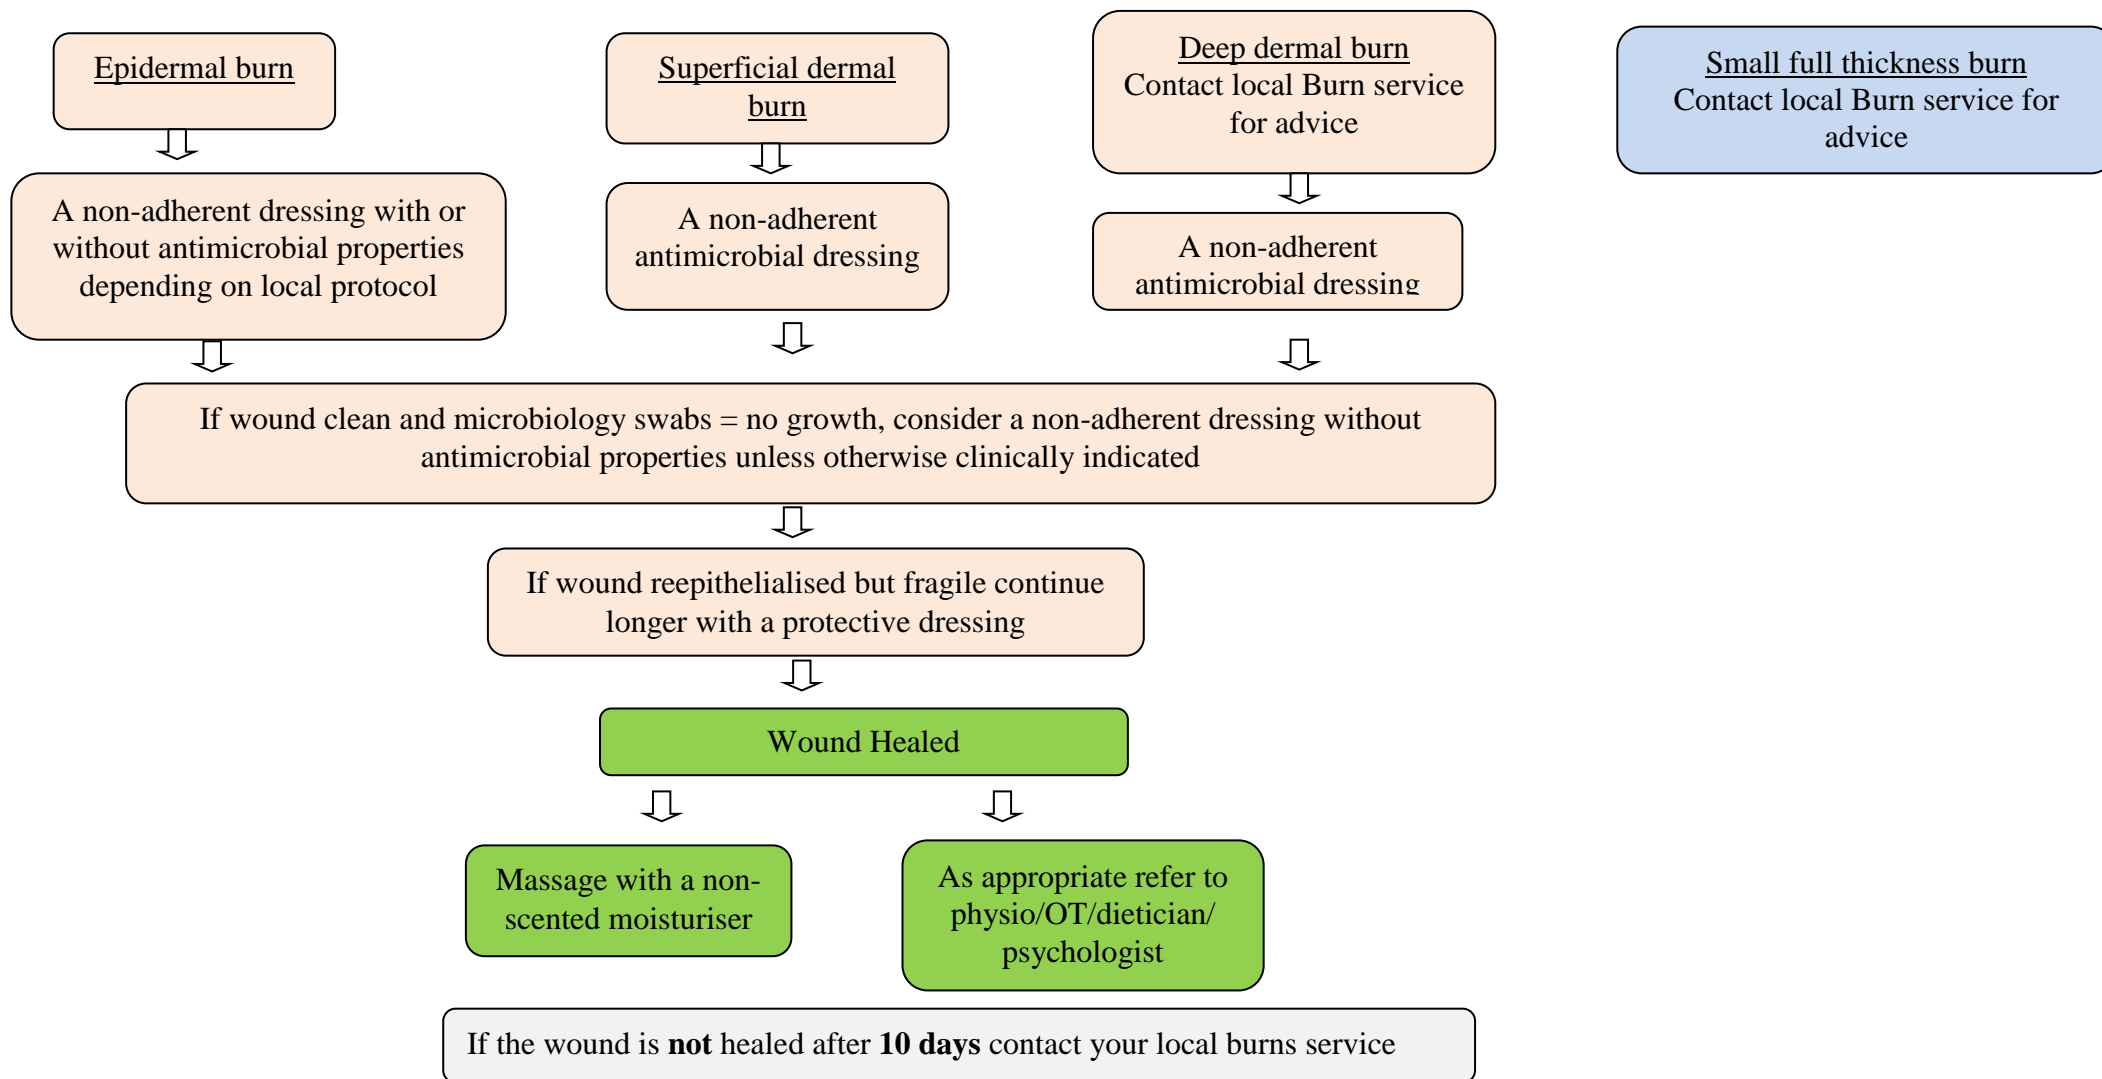 Epidermal burn
Superficial dermal
burn
Deep dermal burn
Contact local Burn service
for advice
Small full thickness burn
Contact local Burn service for
advice
A non-adherent dressing with or
without antimicrobial properties
depending on local protocol
A non-adherent
antimicrobial dressing
A non-adherent
antimicrobial dressing
If wound clean and microbiology swabs = no growth, consider a non-adherent dressing without
antimicrobial properties unless otherwise clinically indicated
If wound reepithelialised but fragile continue
longer with a protective dressing
Wound Healed
Massage with a non-
scented moisturiser
As appropriate refer to
physio/OT/dietician/
psychologist
If the wound is not healed after 10 days contact your local burns service